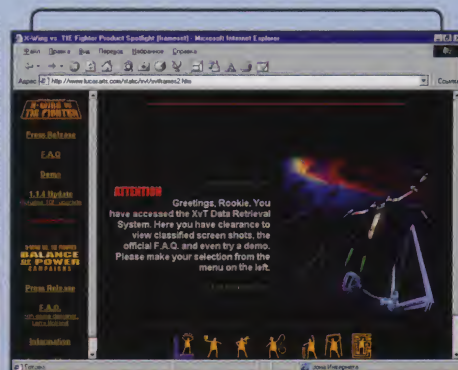 X-Wing vs. TIE Fighter Product Spotlight [frameset] - Microsoft Internet Explorer
Файл Правка Вид Переход Избранное Справка
Адрес http://www.lucasarts.com/static/xvt/xvtframes2.htm
X-WING VS
TIE FIGHTER
Press Release
F.A.Q
Demo
1.1.4 Update
X-WING VS. TIE FIGHTER
BALANCE
OF POWER
CAMPAIGNS
Press Release
F.A.Q.
Information
ATTENTION
Greetings, Rookie. You
have accessed the XvT Data Retrieval
System. Here you have clearance to
view classified screen shots, the
official F.A.Q. and even try a demo.
Please make your selection from the
menu on the left.